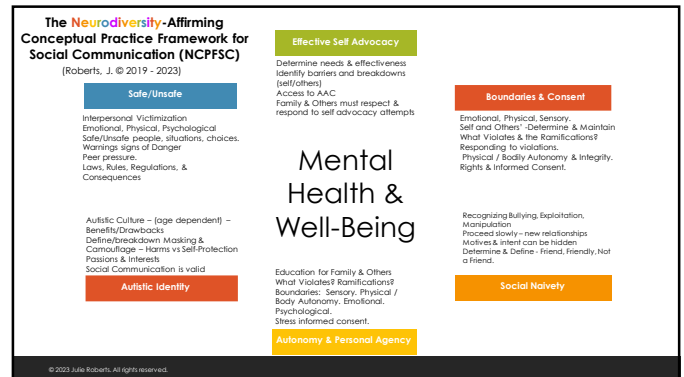 The Neurodiversity-Affirming
Conceptual Practice Framework for
Social Communication (NCPFSC)
(Roberts, J. © 2019 - 2023)
Safe/Unsafe
Interpersonal Victimization
Emotional, Physical, Psychological
Safe/Unsafe people, situations, choices.
Warnings signs of Danger
Peer pressure.
Laws, Rules, Regulations, &
Consequences
Effective Self Advocacy
Determine needs & effectiveness
Identify barriers and breakdowns
(self/others)
Access to AAC
Family & Others must respect &
respond to self advocacy attempts
Boundaries & Consent
Emotional, Physical, Sensory.
Self and Others' -Determine & Maintain
What Violates & the Ramifications?
Responding to violations.
Physical / Bodily Autonomy & Integrity.
Rights & Informed Consent.
Mental
Health &
Well-Being
Autistic Culture – (age dependent) –
Benefits/Drawbacks
Define/breakdown Masking &
Camouflage – Harms vs Self-Protection
Passions & Interests
Social Communication is valid
Autistic Identity
Education for Family & Others
What Violates? Ramifications?
Boundaries: Sensory. Physical /
Body Autonomy. Emotional.
Psychological.
Stress informed consent.
Autonomy & Personal Agency
Recognizing Bullying, Exploitation,
Manipulation
Proceed slowly – new relationships
Motives & intent can be hidden
Determine & Define - Friend, Friendly, Not
a Friend.
Social Naivety
© 2023 Julie Roberts. All rights reserved.